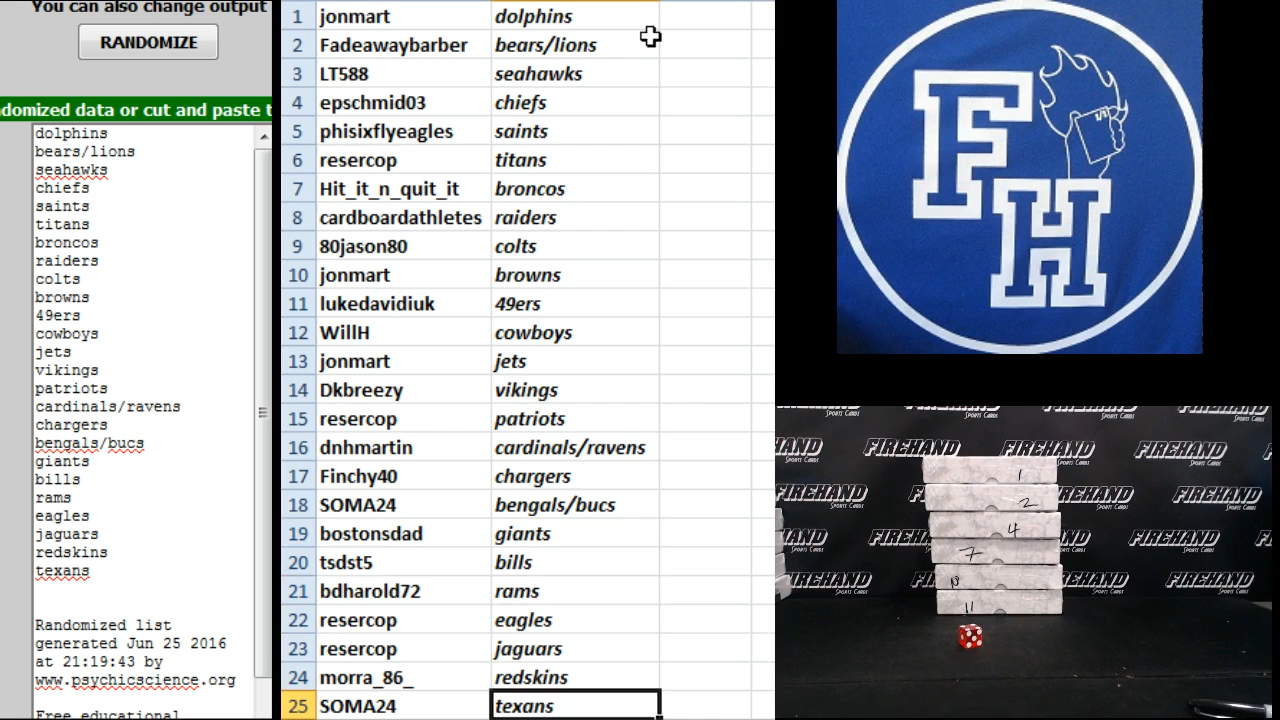 You can also change output
RANDOMIZE
domized data or cut and paste t
dolphins
bears/lions
seahawks
chiefs
saints
titans
broncos
raiders
colts
browns
49ers
cowboys
jets
vikings
patriots
cardinals/ravens
chargers
bengals/bucs
giants
bills
rams
eagles
jaguars
redskins
texans
Randomized list
generated Jun 25 2016
at 21:19:43 by
www.psychicscience.org
Free educational
1 jonmart dolphins
2 Fadeawaybarber bears/lions
3 LT588 seahawks
4 epschmid03 chiefs
5 phisixflyeagles saints
6 resercop titans
7 Hit_it_n_quit_it broncos
8 cardboardathletes raiders
9 80jason80 colts
10 jonmart browns
11 lukedavidiuk 49ers
12 WillH cowboys
13 jonmart jets
14 Dkbreezy vikings
15 resercop patriots
16 dnhmartin cardinals/ravens
17 Finchy40 chargers
18 SOMA24 bengals/bucs
19 bostonsdad giants
20 tsdst5 bills
21 bdharold72 rams
22 resercop eagles
23 resercop jaguars
24 morra_86_ redskins
25 SOMA24 texans
FH
FIREHAND
SPORTS CARDS
1
2
4
7
11